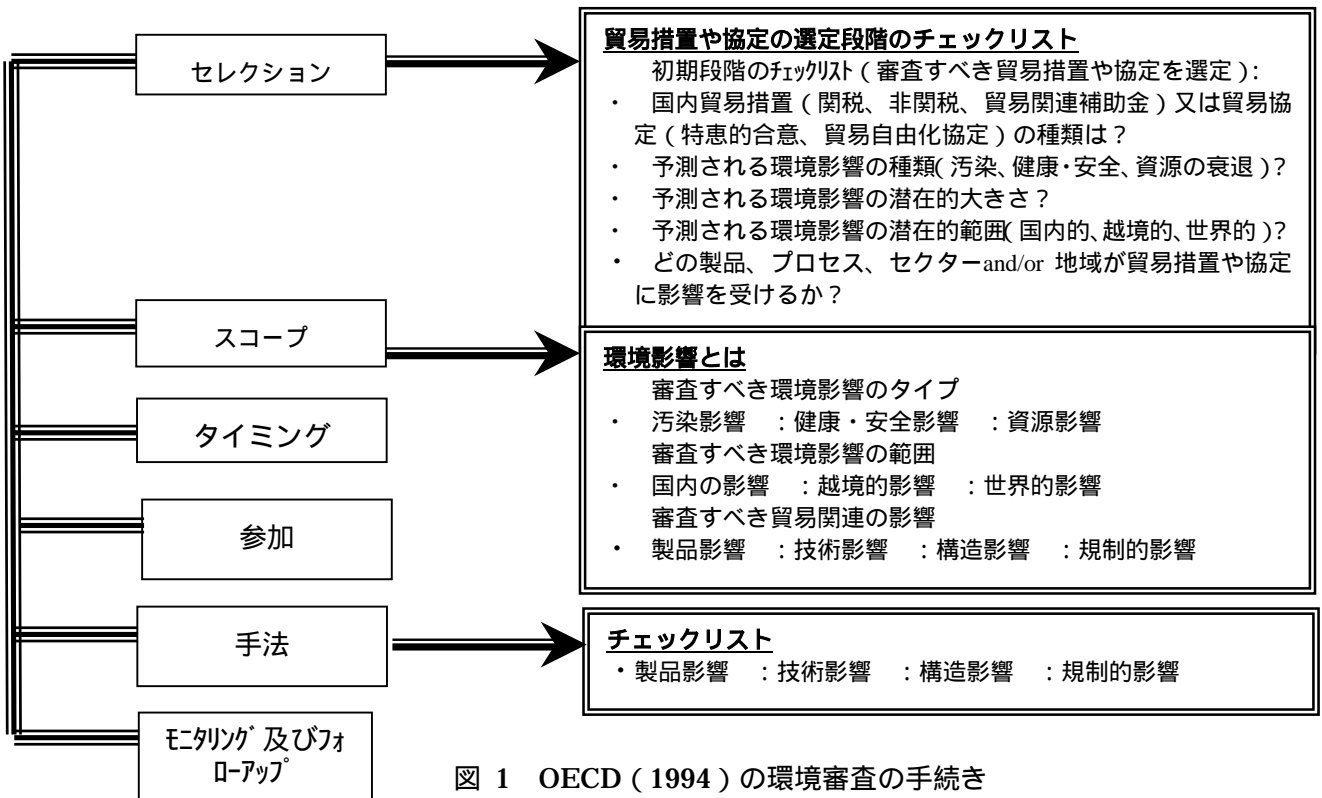 セレクション
貿易措置や協定の選定段階のチェックリスト
初期段階のﾁｪｯｸﾘｽﾄ（審査すべき貿易措置や協定を選定）:
・ 国内貿易措置（関税、非関税、貿易関連補助金）又は貿易協
定（特恵的合意、貿易自由化協定）の種類は？
・ 予測される環境影響の種類（汚染、健康・安全、資源の衰退）?
・ 予測される環境影響の潜在的大きさ？
・ 予測される環境影響の潜在的範囲（国内的、越境的、世界的）?
・ どの製品、プロセス、セクターand/or 地域が貿易措置や協定
に影響を受けるか？
スコープ
環境影響とは
審査すべき環境影響のタイプ
・ 汚染影響 ：健康・安全影響 ：資源影響
審査すべき環境影響の範囲
・ 国内の影響 ：越境的影響 ：世界的影響
審査すべき貿易関連の影響
・ 製品影響 ：技術影響 ：構造影響 ：規制的影響
タイミング
参加
手法
チェックリスト
・製品影響 ：技術影響 ：構造影響 ：規制的影響
ﾓﾆﾀﾘﾝｸﾞ及びﾌｫ
ﾛｰｱｯﾌﾟ
図 1 OECD（1994）の環境審査の手続き